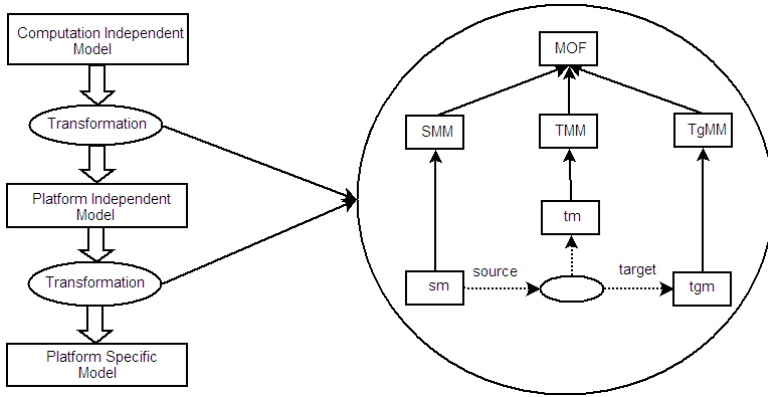 Computation Independent
Model
Transformation
Platform Independent
Model
Transformation
Platform Specific
Model
MOF
SMM
TMM
TgMM
tm
sm
source
target
tgm